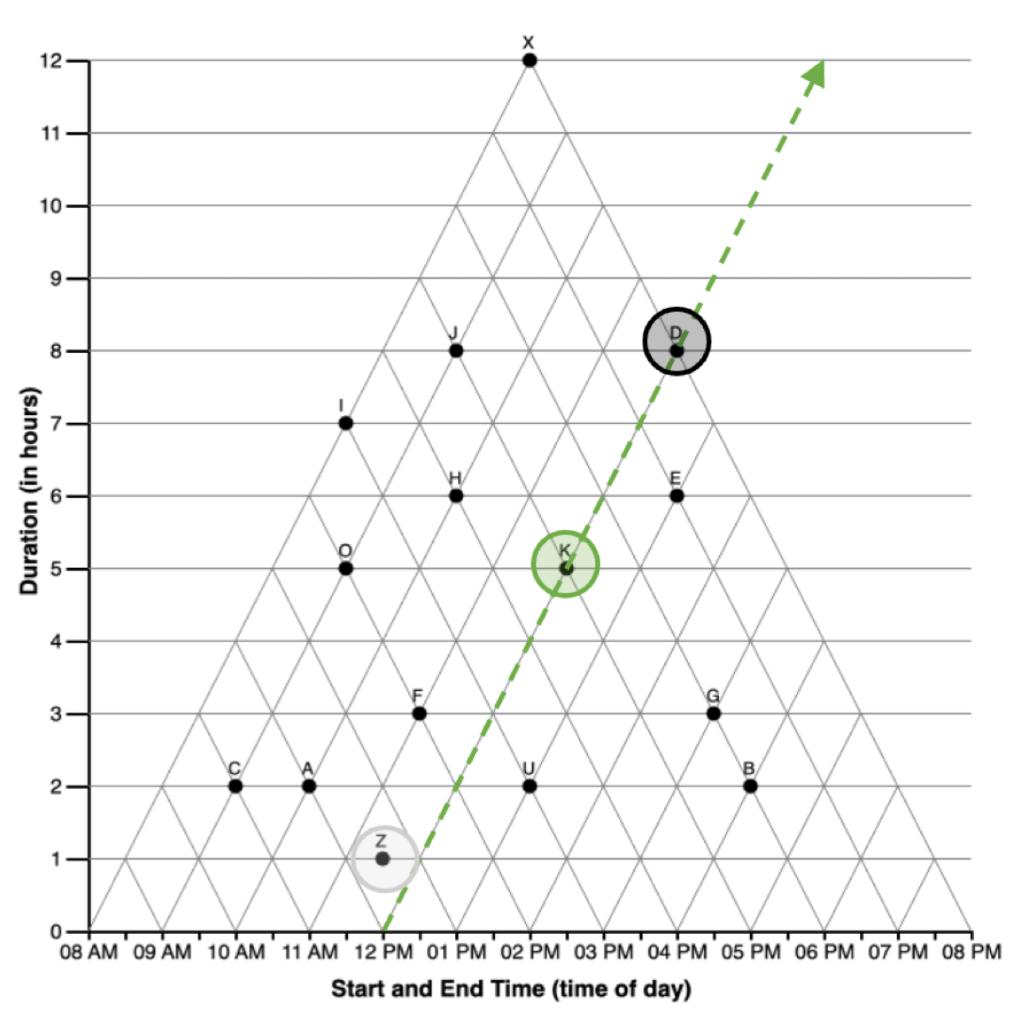 X
12
11
10
9
D
J
8
I
7
H
E
6
O
K
5
4
F
G
3
C
A
U
B
2
Z
1
0
08 AM 09 AM 10 AM 11 AM 12 PM 01 PM 02 PM 03 PM 04 PM 05 PM 06 PM 07 PM 08 PM
Start and End Time (time of day)
Duration (in hours)